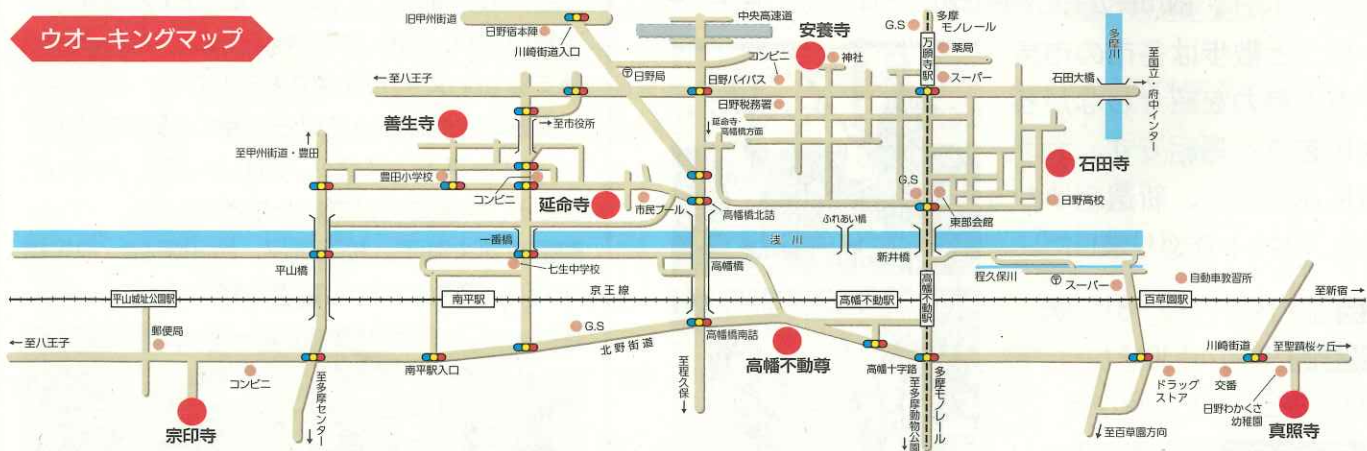 ウオーキングマップ
旧甲州街道
日野宿本陣
川崎街道入口
中央高速道
多摩
モノレール
G.S
万願寺駅
薬局
スーパー
多摩川
石田大橋
至国立・府中インター
→
安養寺
神社
コンビニ
日野バイパス
日野税務署
〒日野局
←至八王子
善生寺
→至市役所
↓延命寺・
高幡橋方面
至甲州街道・豊田
豊田小学校
コンビニ
延命寺
市民プール
高幡橋北詰
G.S
東部会館
石田寺
日野高校
ふれあい橋
浅川
新井橋
一番橋
平山橋
七生中学校
高幡橋
程久保川
〒
スーパー
自動車教習所
平山城址公園駅
南平駅
京王線
高幡不動駅
高幡不動駅
百草園駅
至新宿→
郵便局
G.S
北野街道
高幡橋南詰
←至八王子
コンビニ
南平駅入口
至程久保
↓
高幡不動尊
高幡十字路
川崎街道
至聖蹟桜ヶ丘→
宗印寺
至多摩センター
↓
至多摩動物公園
↓
多摩モノレール
ドラッグ
ストア
交番
日野わかくさ
幼稚園
真照寺
↓至百草園方向